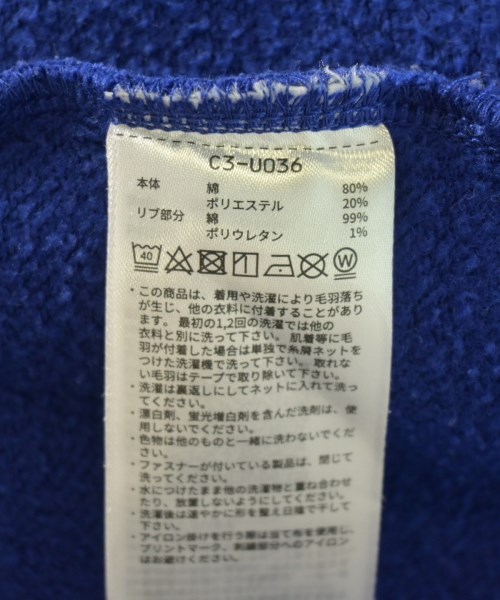 C3-U036
本体 綿 80%
ポリエステル 20%
リブ部分 綿 99%
ポリウレタン 1%
40 W
・この商品は、着用や洗濯により毛羽落ち
が生じ、他の衣料に付着することがあり
ます。最初の1,2回の洗濯では他の
衣料と別に洗って下さい。肌着等に毛
羽が付着した場合は単独で糸屑ネットを
つけた洗濯機で洗って下さい。取れな
い毛羽はテープで取り除いて下さい。
・洗濯は裏返しにしてネットに入れて洗っ
てください。
・漂白剤、蛍光増白剤を含んだ洗剤は、使
用しないでください。
・色物は他のものと一緒に洗わないでくだ
さい。
・ファスナーが付いている製品は、閉じて
洗ってください。
・水につけたまま他の洗濯物と重ね合わせ
たり、放置しないようにしてください。
・洗濯後は速やかに形を整え日陰で干して
下さい。
・アイロン掛けを行う際は当て布を使用し、
プリントマーク、刺繍部分へのアイロン
はお避けください。